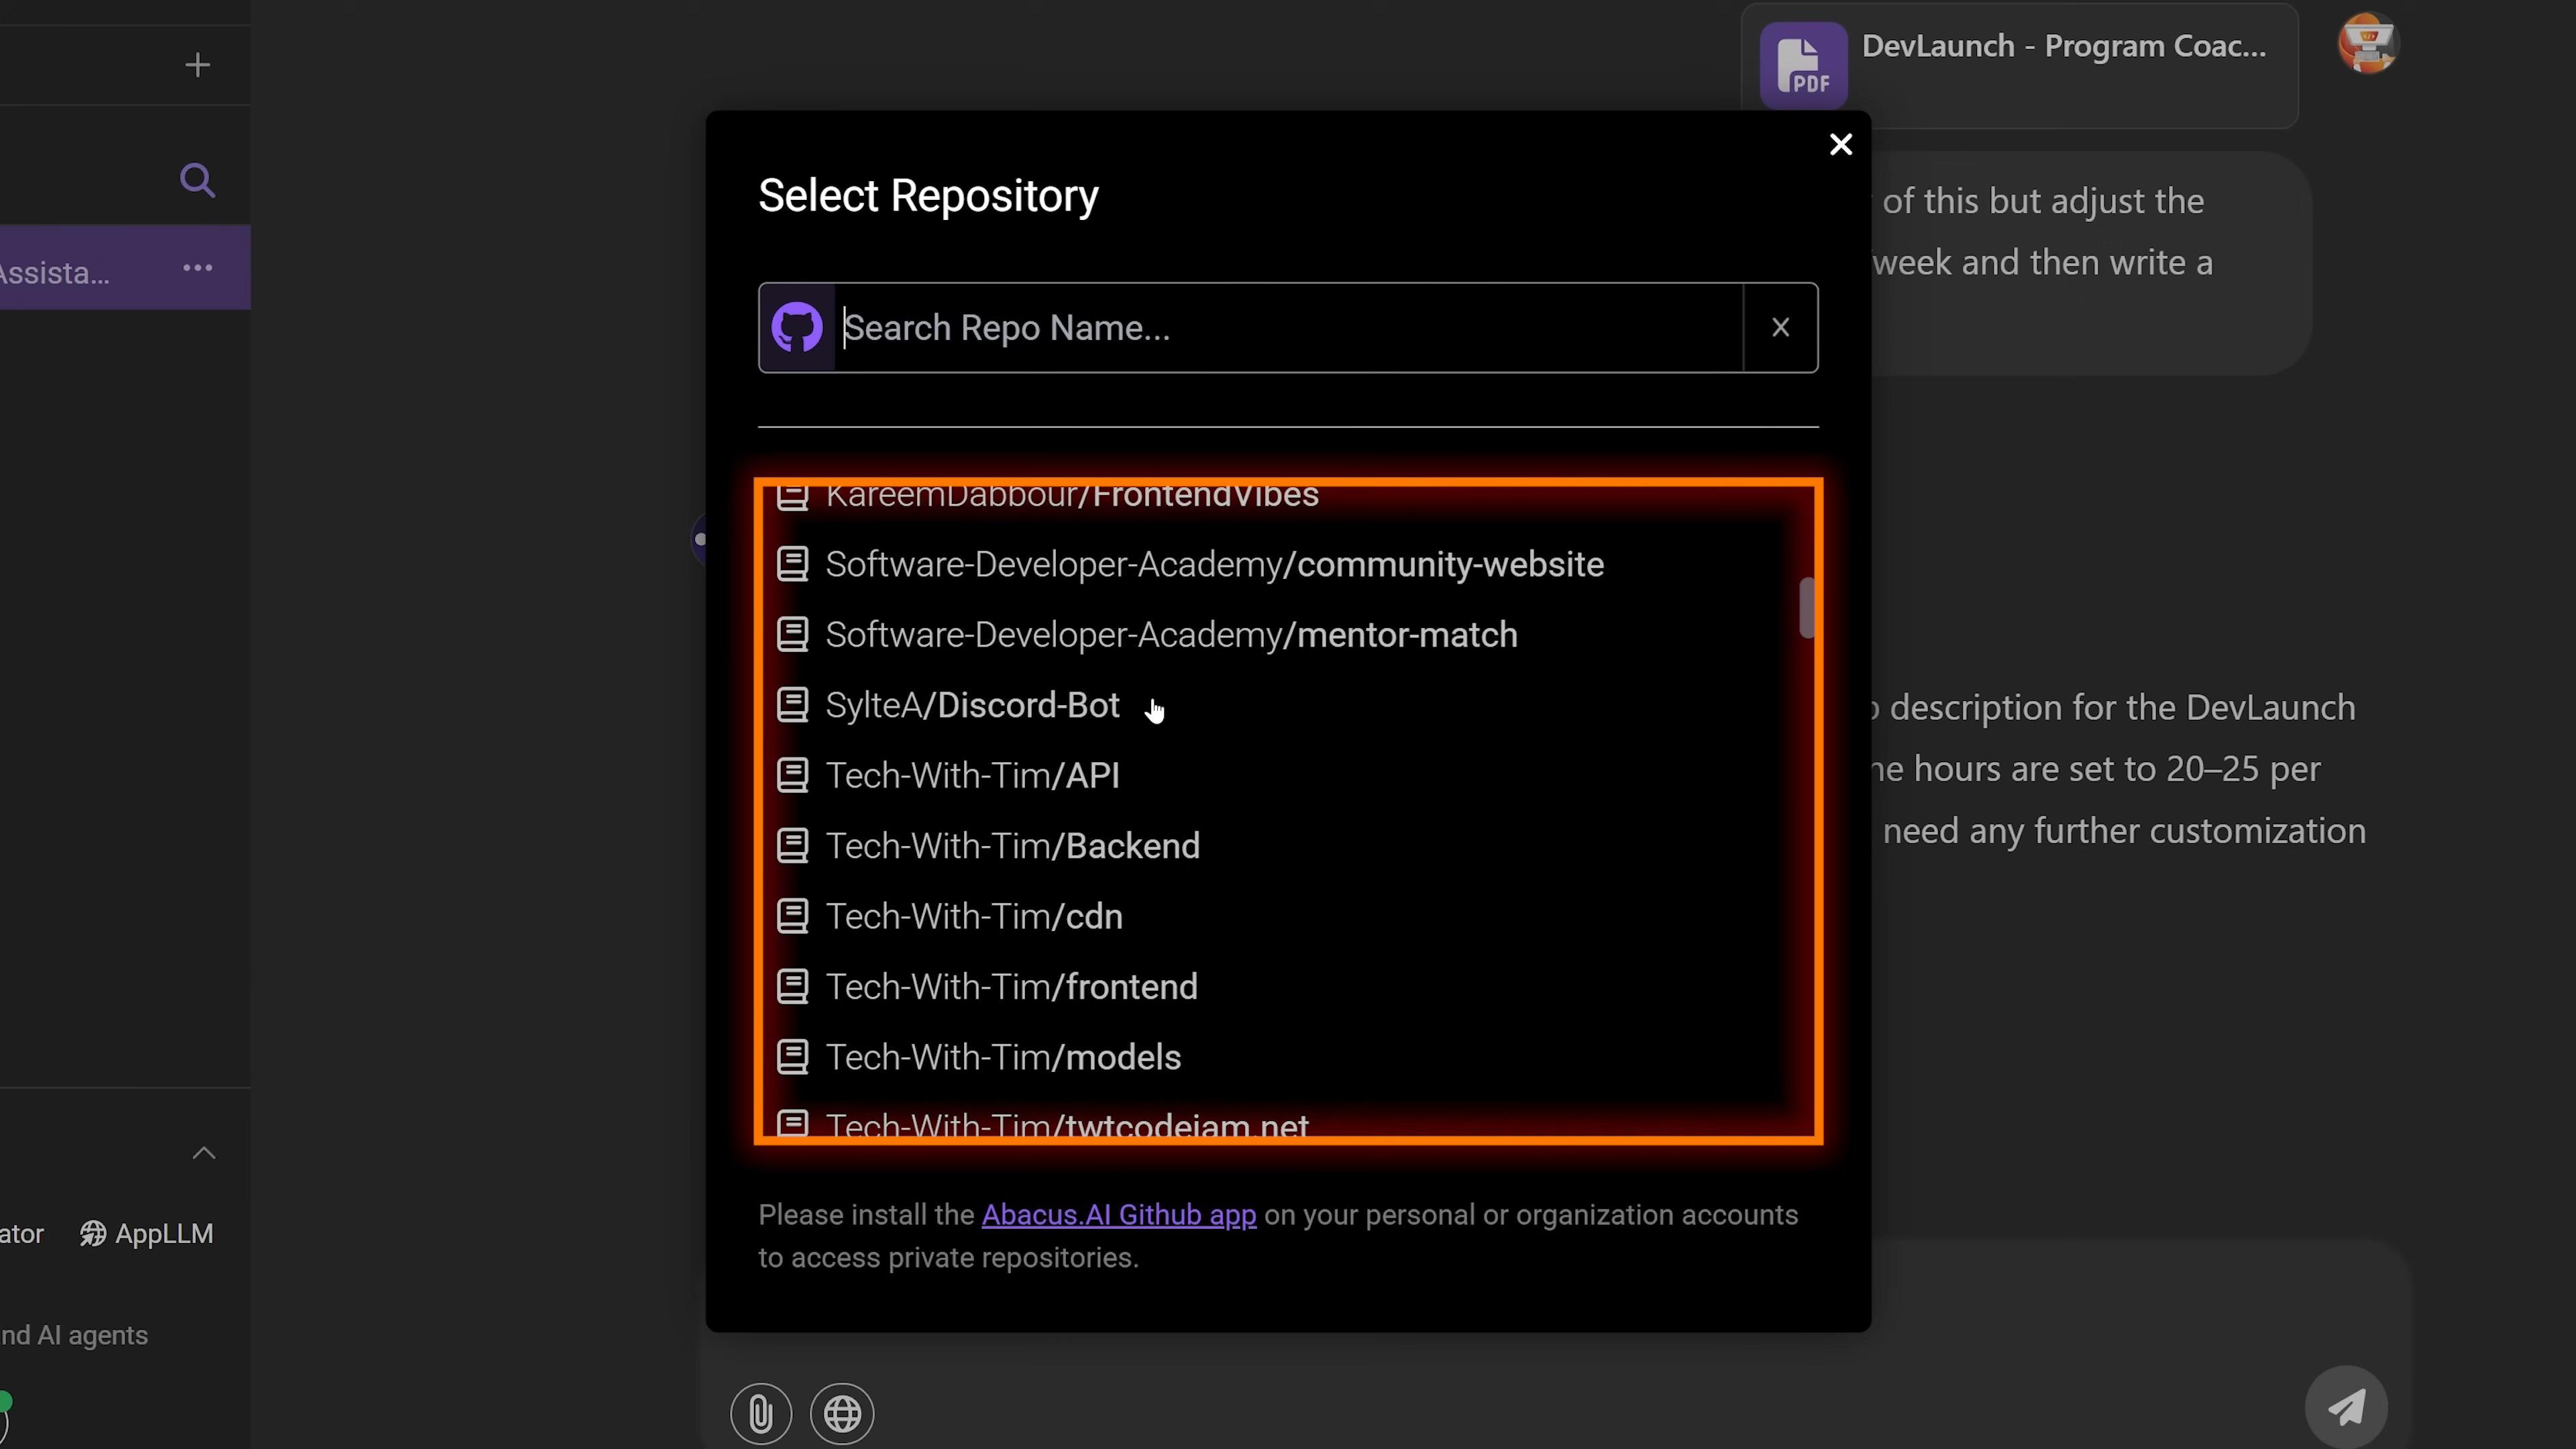 DevLaunch - Program Coac...
PDF
Select Repository
of this but adjust the
week and then write a
Assista...
Search Repo Name...
KareemDabbour/FrontendVibes
Software-Developer-Academy/community-website
Software-Developer-Academy/mentor-match
SylteA/Discord-Bot
description for the DevLaunch
Tech-With-Tim/API
hours are set to 20–25 per
Tech-With-Tim/Backend
need any further customization
Tech-With-Tim/cdn
Tech-With-Tim/frontend
Tech-With-Tim/models
Tech-With-Tim/twtcodejam.net
Please install the Abacus.AI Github app on your personal or organization accounts
to access private repositories.
ator AppLLM
nd AI agents